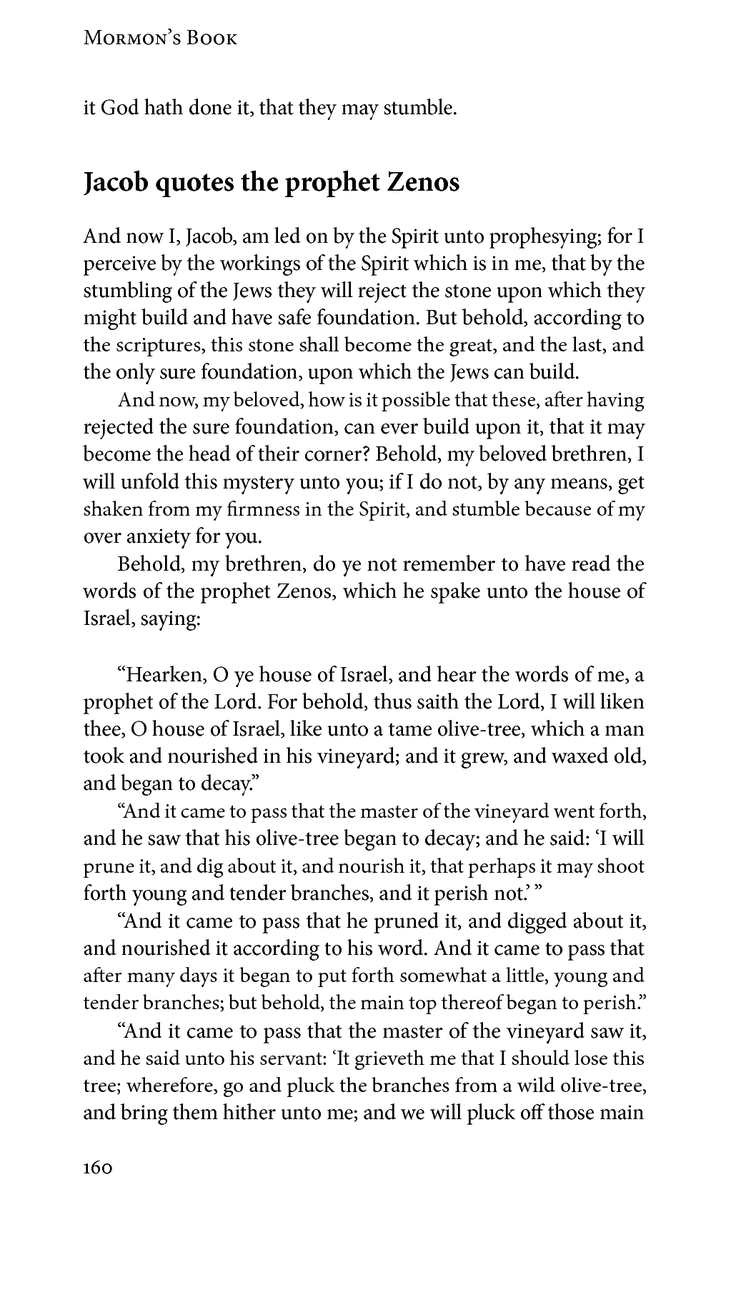 Mormon’s Book
it God hath done it, that they may stumble.
Jacob quotes the prophet Zenos
And now I, Jacob, am led on by the Spirit unto prophesying; for I
perceive by the workings of the Spirit which is in me, that by the
stumbling of the Jews they will reject the stone upon which they
might build and have safe foundation. But behold, according to
the scriptures, this stone shall become the great, and the last, and
the only sure foundation, upon which the Jews can build.
And now, my beloved, how is it possible that these, after having
rejected the sure foundation, can ever build upon it, that it may
become the head of their corner? Behold, my beloved brethren, I
will unfold this mystery unto you; if I do not, by any means, get
shaken from my firmness in the Spirit, and stumble because of my
over anxiety for you.
Behold, my brethren, do ye not remember to have read the
words of the prophet Zenos, which he spake unto the house of
Israel, saying:
“Hearken, O ye house of Israel, and hear the words of me, a
prophet of the Lord. For behold, thus saith the Lord, I will liken
thee, O house of Israel, like unto a tame olive-tree, which a man
took and nourished in his vineyard; and it grew, and waxed old,
and began to decay.”
“And it came to pass that the master of the vineyard went forth,
and he saw that his olive-tree began to decay; and he said: ‘I will
prune it, and dig about it, and nourish it, that perhaps it may shoot
forth young and tender branches, and it perish not.’ ”
“And it came to pass that he pruned it, and digged about it,
and nourished it according to his word. And it came to pass that
after many days it began to put forth somewhat a little, young and
tender branches; but behold, the main top thereof began to perish.”
“And it came to pass that the master of the vineyard saw it,
and he said unto his servant: ‘It grieveth me that I should lose this
tree; wherefore, go and pluck the branches from a wild olive-tree,
and bring them hither unto me; and we will pluck off those main
160